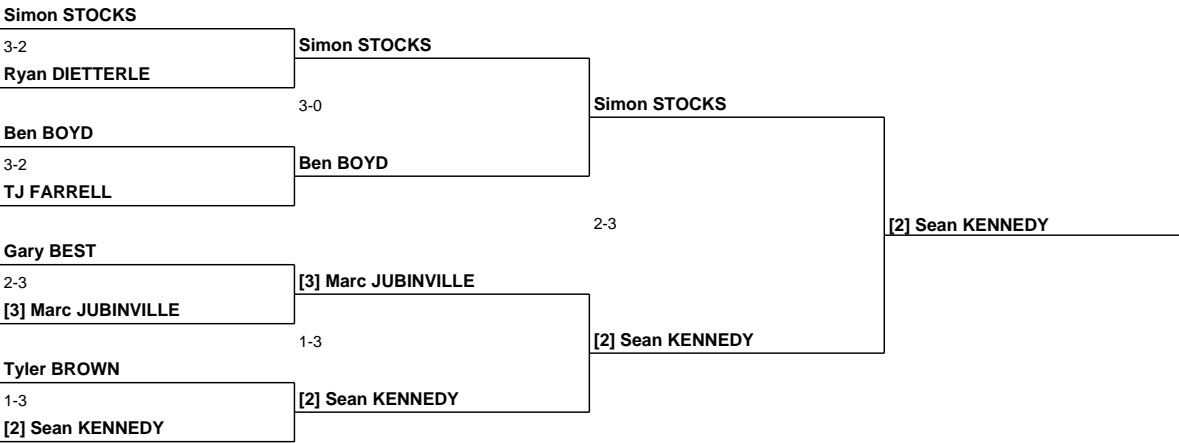 Simon STOCKS
3-2
Simon STOCKS
Ryan DIETTERLE
3-0
Simon STOCKS
Ben BOYD
3-2
Ben BOYD
TJ FARRELL
2-3
[2] Sean KENNEDY
Gary BEST
2-3
[3] Marc JUBINVILLE
[3] Marc JUBINVILLE
1-3
[2] Sean KENNEDY
Tyler BROWN
1-3
[2] Sean KENNEDY
[2] Sean KENNEDY